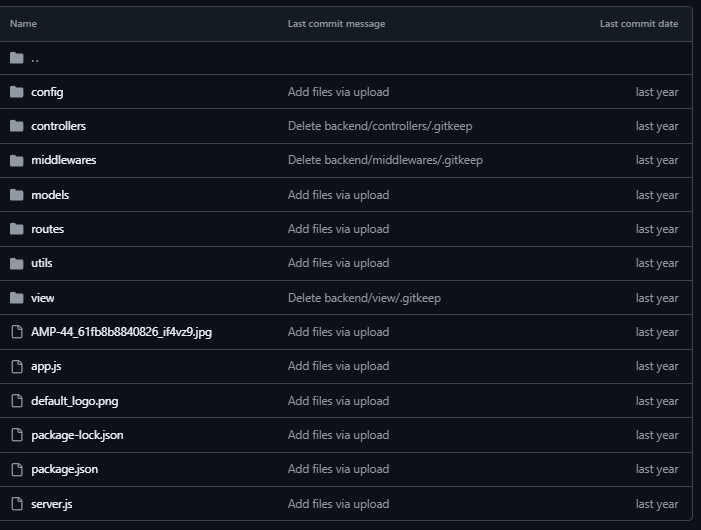 Name Last commit message Last commit date
..
config Add files via upload last year
controllers Delete backend/controllers/.gitkeep last year
middlewares Delete backend/middlewares/.gitkeep last year
models Add files via upload last year
routes Add files via upload last year
utils Add files via upload last year
view Delete backend/view/.gitkeep last year
AMP-44_61fb8b8840826_if4vz9.jpg Add files via upload last year
app.js Add files via upload last year
default_logo.png Add files via upload last year
package-lock.json Add files via upload last year
package.json Add files via upload last year
server.js Add files via upload last year